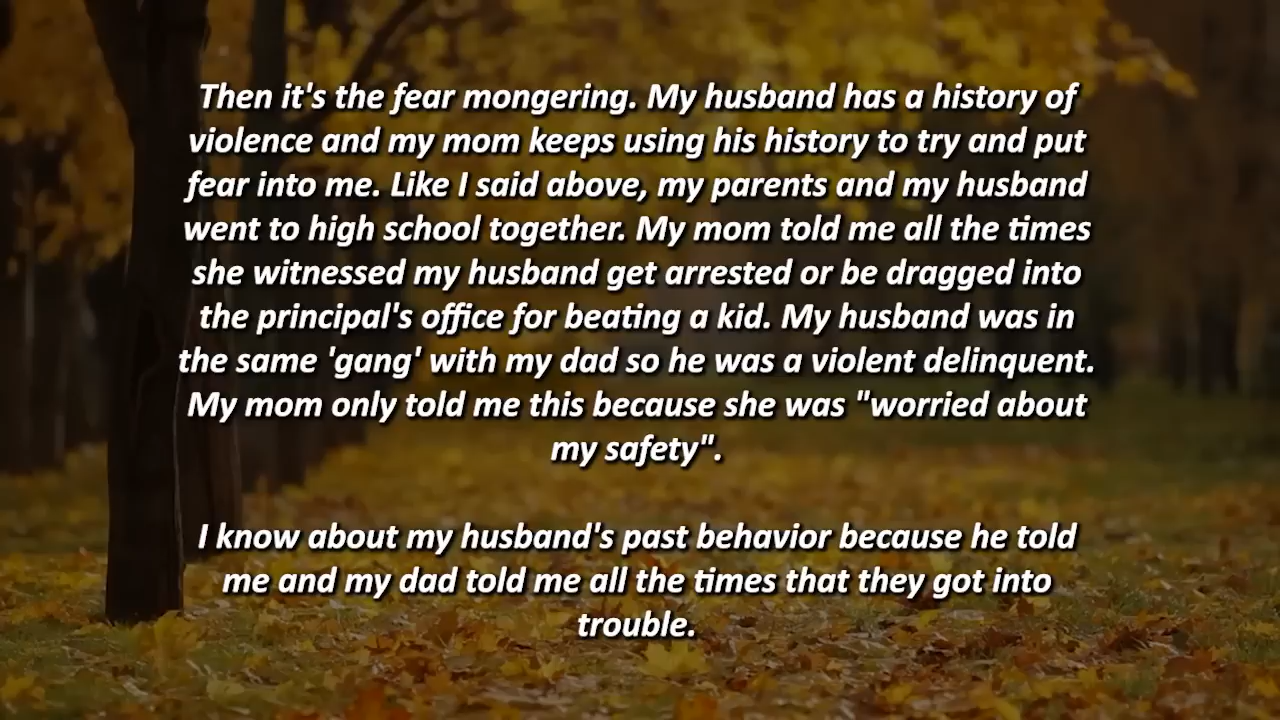 Then it's the fear mongering. My husband has a history of
violence and my mom keeps using his history to try and put
fear into me. Like I said above, my parents and my husband
went to high school together. My mom told me all the times
she witnessed my husband get arrested or be dragged into
the principal's office for beating a kid. My husband was in
the same 'gang' with my dad so he was a violent delinquent.
My mom only told me this because she was "worried about
my safety".
I know about my husband's past behavior because he told
me and my dad told me all the times that they got into
trouble.